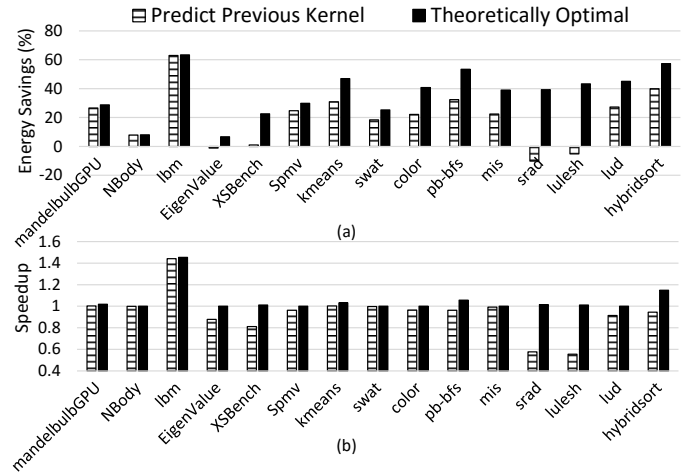 Predict Previous Kernel Theoretically Optimal
Energy Savings (%)
80
60
40
20
0
-20
mandelbulbGPU NBody lbm EigenValue XSBench Spmv kmeans swat color pb-bfs mis srad lulesh lud hybridsort
(a)
Speedup
1.6
1.4
1.2
1
0.8
0.6
0.4
mandelbulbGPU NBody lbm EigenValue XSBench Spmv kmeans swat color pb-bfs mis srad lulesh lud hybridsort
(b)